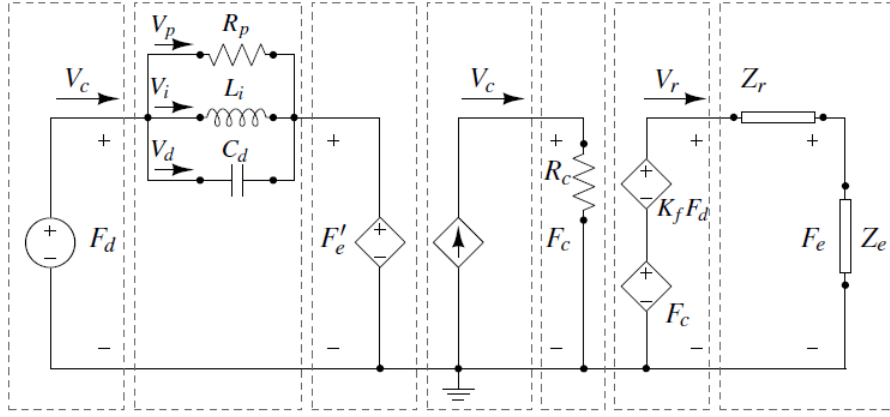 V_p R_p
V_c V_i L_i V_c V_r Z_r
V_d C_d
+ + + + +
R_c
+ K_f F_d
−
+ F_d + F_e′ F_c F_e Z_e
− −
+ F_c
−
− − − − −